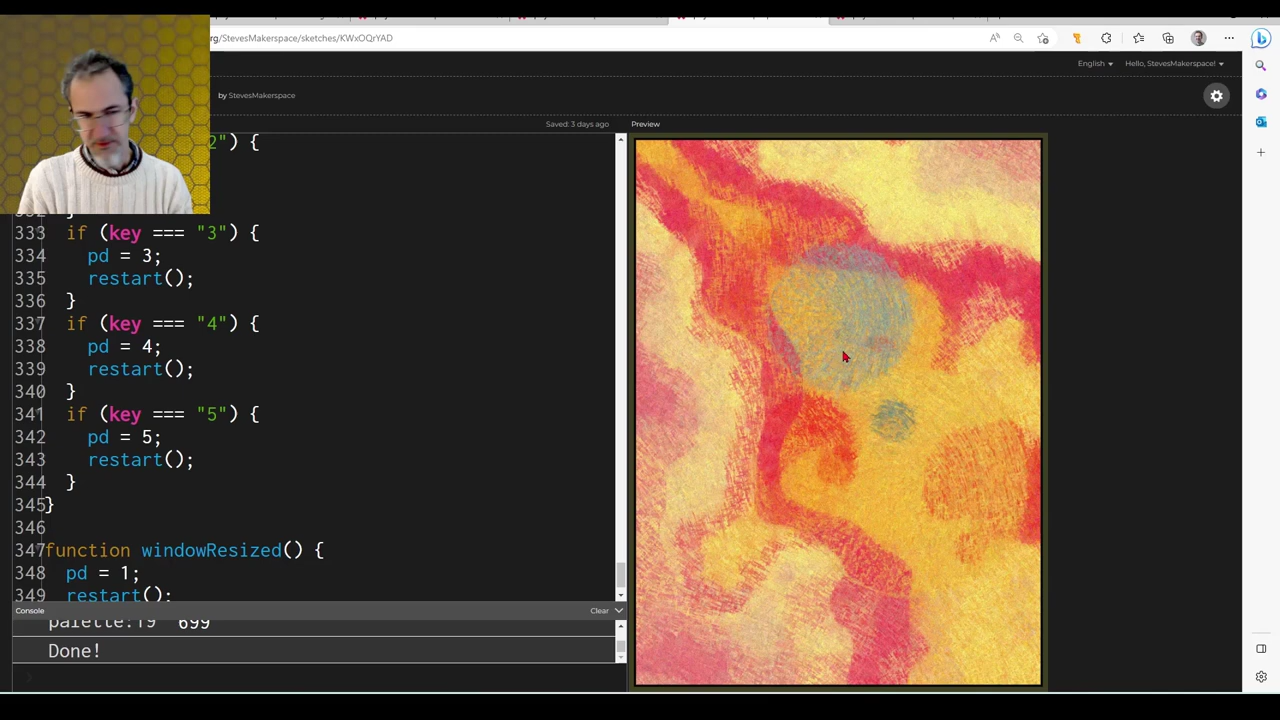 rg/StevesMakerspace/sketches/KWxOQrYAD
English
Hello, StevesMakerspace!
by StevesMakerspace
Saved: 3 days ago
Preview
2") {
333 if (key === "3") {
334 pd = 3;
335 restart();
336 }
337 if (key === "4") {
338 pd = 4;
339 restart();
340 }
341 if (key === "5") {
342 pd = 5;
343 restart();
344 }
345 }
346
347 function windowResized() {
348 pd = 1;
349 restart();
Console
Clear
palette:19 699
Done!